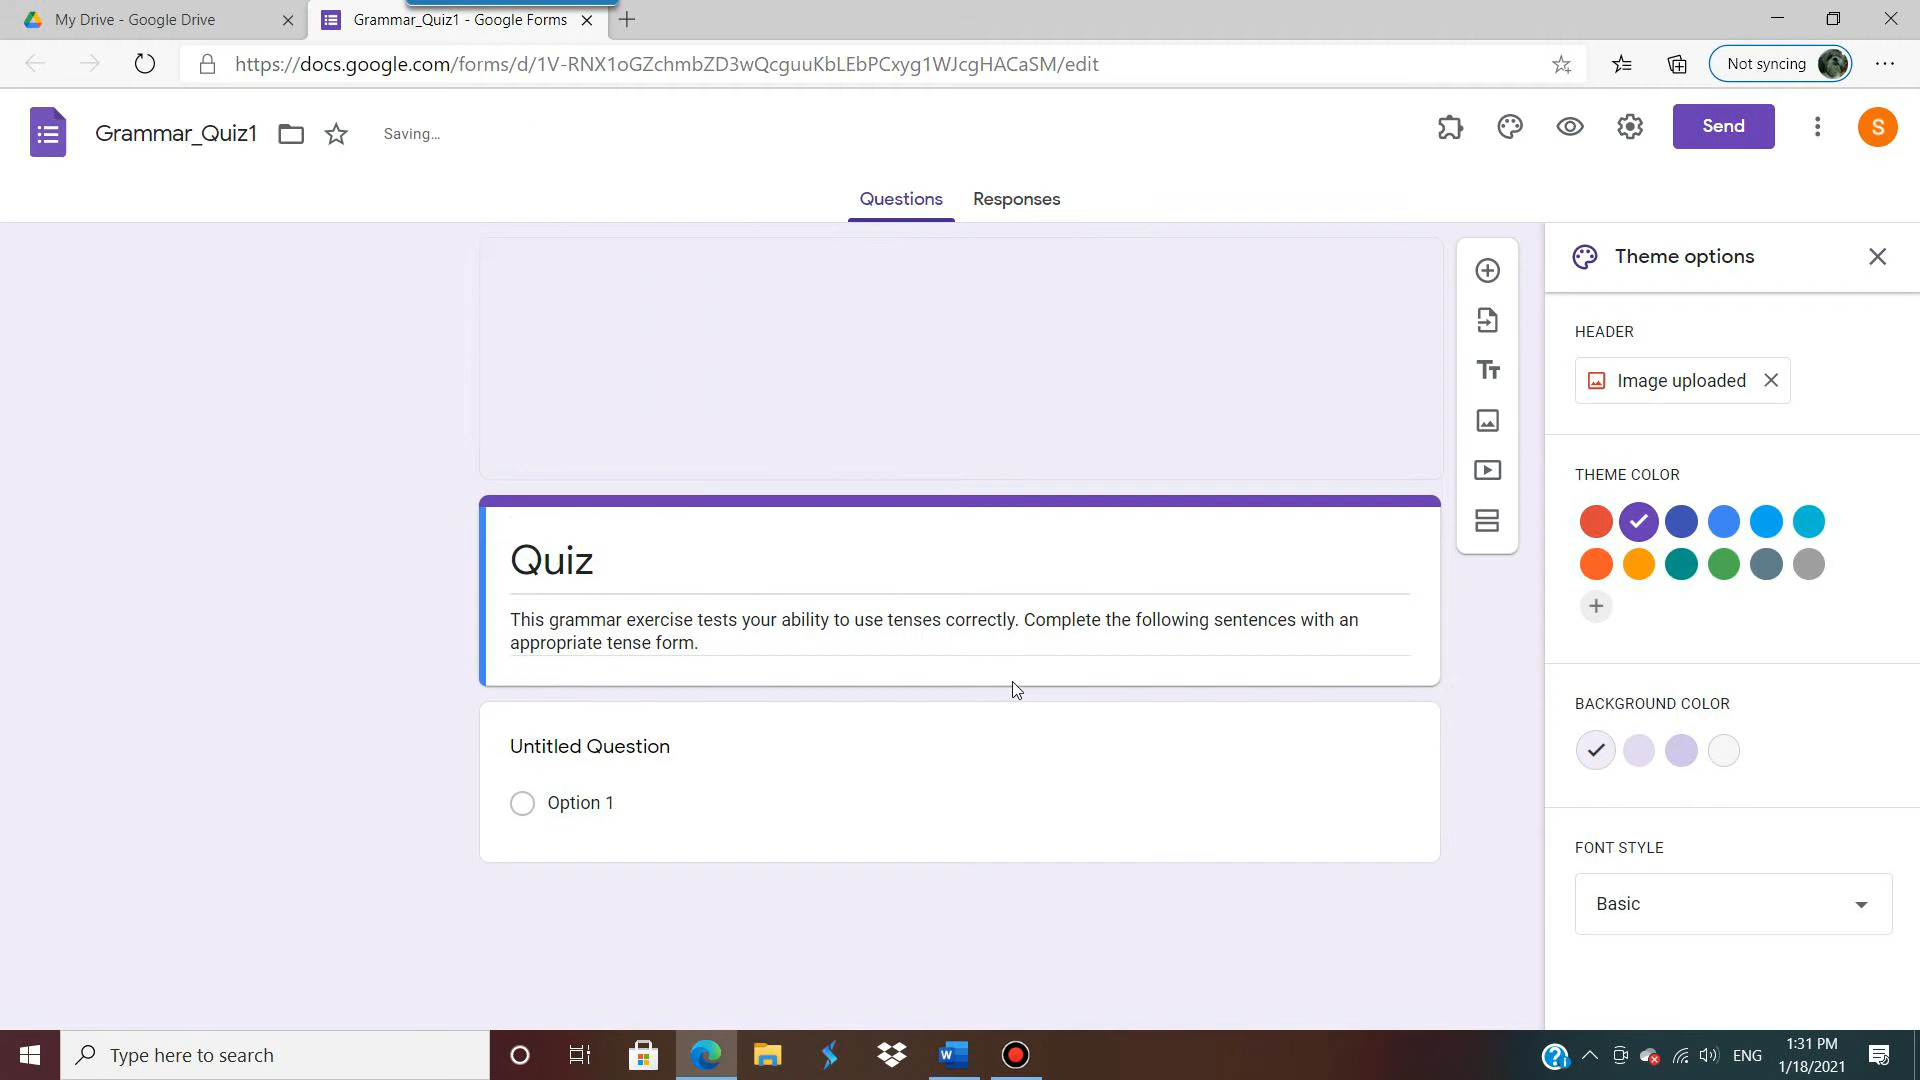 My Drive - Google Drive
Grammar_Quiz1 - Google Forms
https://docs.google.com/forms/d/1V-RNX1oGZchmbZD3wQcguuKbLEbPCxyg1WJcgHACaSM/edit
Not syncing
Grammar_Quiz1
Saving...
Send
S
Questions
Responses
Theme options
HEADER
Image uploaded
THEME COLOR
Quiz
This grammar exercise tests your ability to use tenses correctly. Complete the following sentences with an
appropriate tense form.
BACKGROUND COLOR
Untitled Question
Option 1
FONT STYLE
Basic
Type here to search
ENG
1:31 PM
1/18/2021